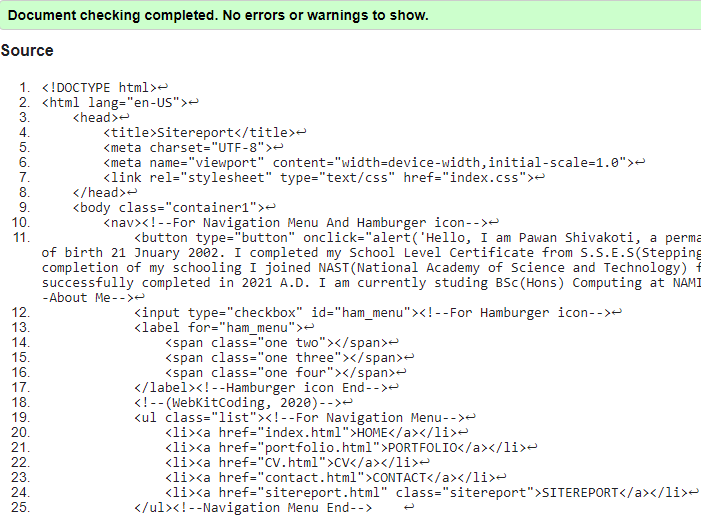 Document checking completed. No errors or warnings to show.
Source
1. <!DOCTYPE html>↩
2. <html lang="en-US">↩
3. <head>↩
4. <title>Sitereport</title>↩
5. <meta charset="UTF-8">↩
6. <meta name="viewport" content="width=device-width,initial-scale=1.0">↩
7. <link rel="stylesheet" type="text/css" href="index.css">↩
8. </head>↩
9. <body class="container1">↩
10. <nav><!--For Navigation Menu And Hamburger icon-->↩
11. <button type="button" onclick="alert('Hello, I am Pawan Shivakoti, a perma
of birth 21 Jnuary 2002. I completed my School Level Certificate from S.S.E.S(Stepping
completion of my schooling I joined NAST(National Academy of Science and Technology) f
successfully completed in 2021 A.D. I am currently studing BSc(Hons) Computing at NAMI
-About Me-->↩
12. <input type="checkbox" id="ham_menu"><!--For Hamburger icon-->↩
13. <label for="ham_menu">↩
14. <span class="one two"></span>↩
15. <span class="one three"></span>↩
16. <span class="one four"></span>↩
17. </label><!--Hamburger icon End-->↩
18. <!--(WebKitCoding, 2020)-->↩
19. <ul class="list"><!--For Navigation Menu-->↩
20. <li><a href="index.html">HOME</a></li>↩
21. <li><a href="portfolio.html">PORTFOLIO</a></li>↩
22. <li><a href="CV.html">CV</a></li>↩
23. <li><a href="contact.html">CONTACT</a></li>↩
24. <li><a href="sitereport.html" class="sitereport">SITEREPORT</a></li>↩
25. </ul><!--Navigation Menu End--> ↩